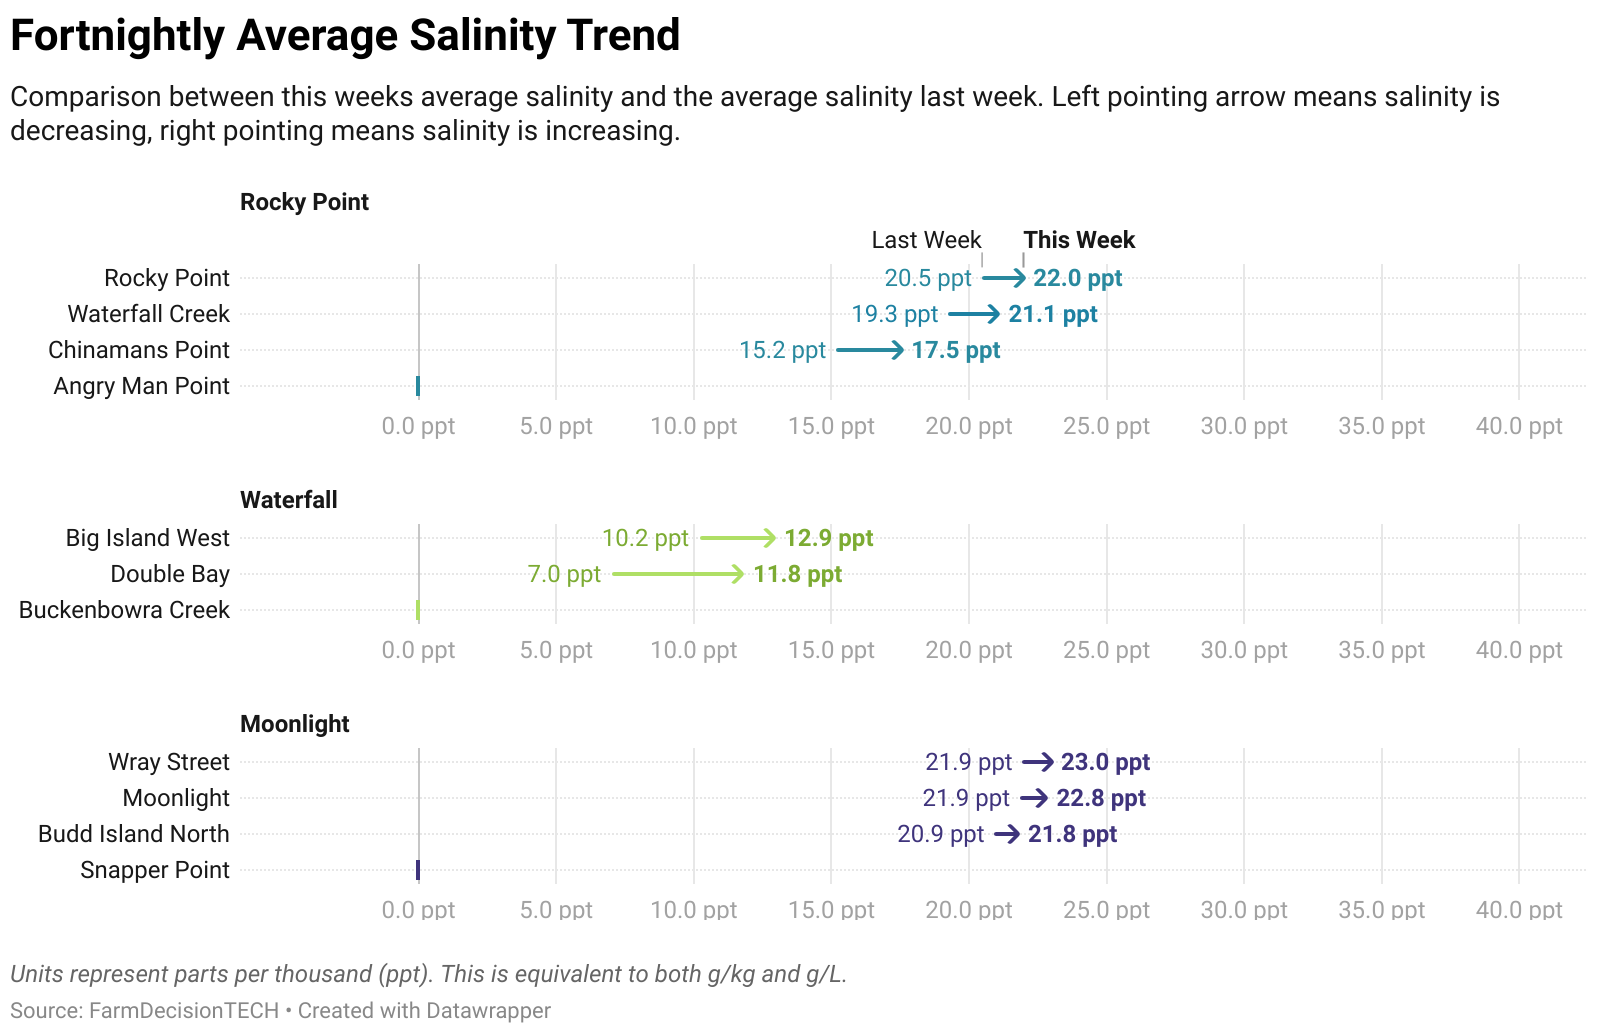 Fortnightly Average Salinity Trend
Comparison between this weeks average salinity and the average salinity last week. Left pointing arrow means salinity is
decreasing, right pointing means salinity is increasing.
Rocky Point
Last Week This Week
Rocky Point 20.5 ppt 22.0 ppt
Waterfall Creek 19.3 ppt 21.1 ppt
Chinamans Point 15.2 ppt 17.5 ppt
Angry Man Point
0.0 ppt 5.0 ppt 10.0 ppt 15.0 ppt 20.0 ppt 25.0 ppt 30.0 ppt 35.0 ppt 40.0 ppt
Waterfall
Big Island West 10.2 ppt 12.9 ppt
Double Bay 7.0 ppt 11.8 ppt
Buckenbowra Creek
0.0 ppt 5.0 ppt 10.0 ppt 15.0 ppt 20.0 ppt 25.0 ppt 30.0 ppt 35.0 ppt 40.0 ppt
Moonlight
Wray Street 21.9 ppt 23.0 ppt
Moonlight 21.9 ppt 22.8 ppt
Budd Island North 20.9 ppt 21.8 ppt
Snapper Point
0.0 ppt 5.0 ppt 10.0 ppt 15.0 ppt 20.0 ppt 25.0 ppt 30.0 ppt 35.0 ppt 40.0 ppt
Units represent parts per thousand (ppt). This is equivalent to both g/kg and g/L.
Source: FarmDecisionTECH • Created with Datawrapper